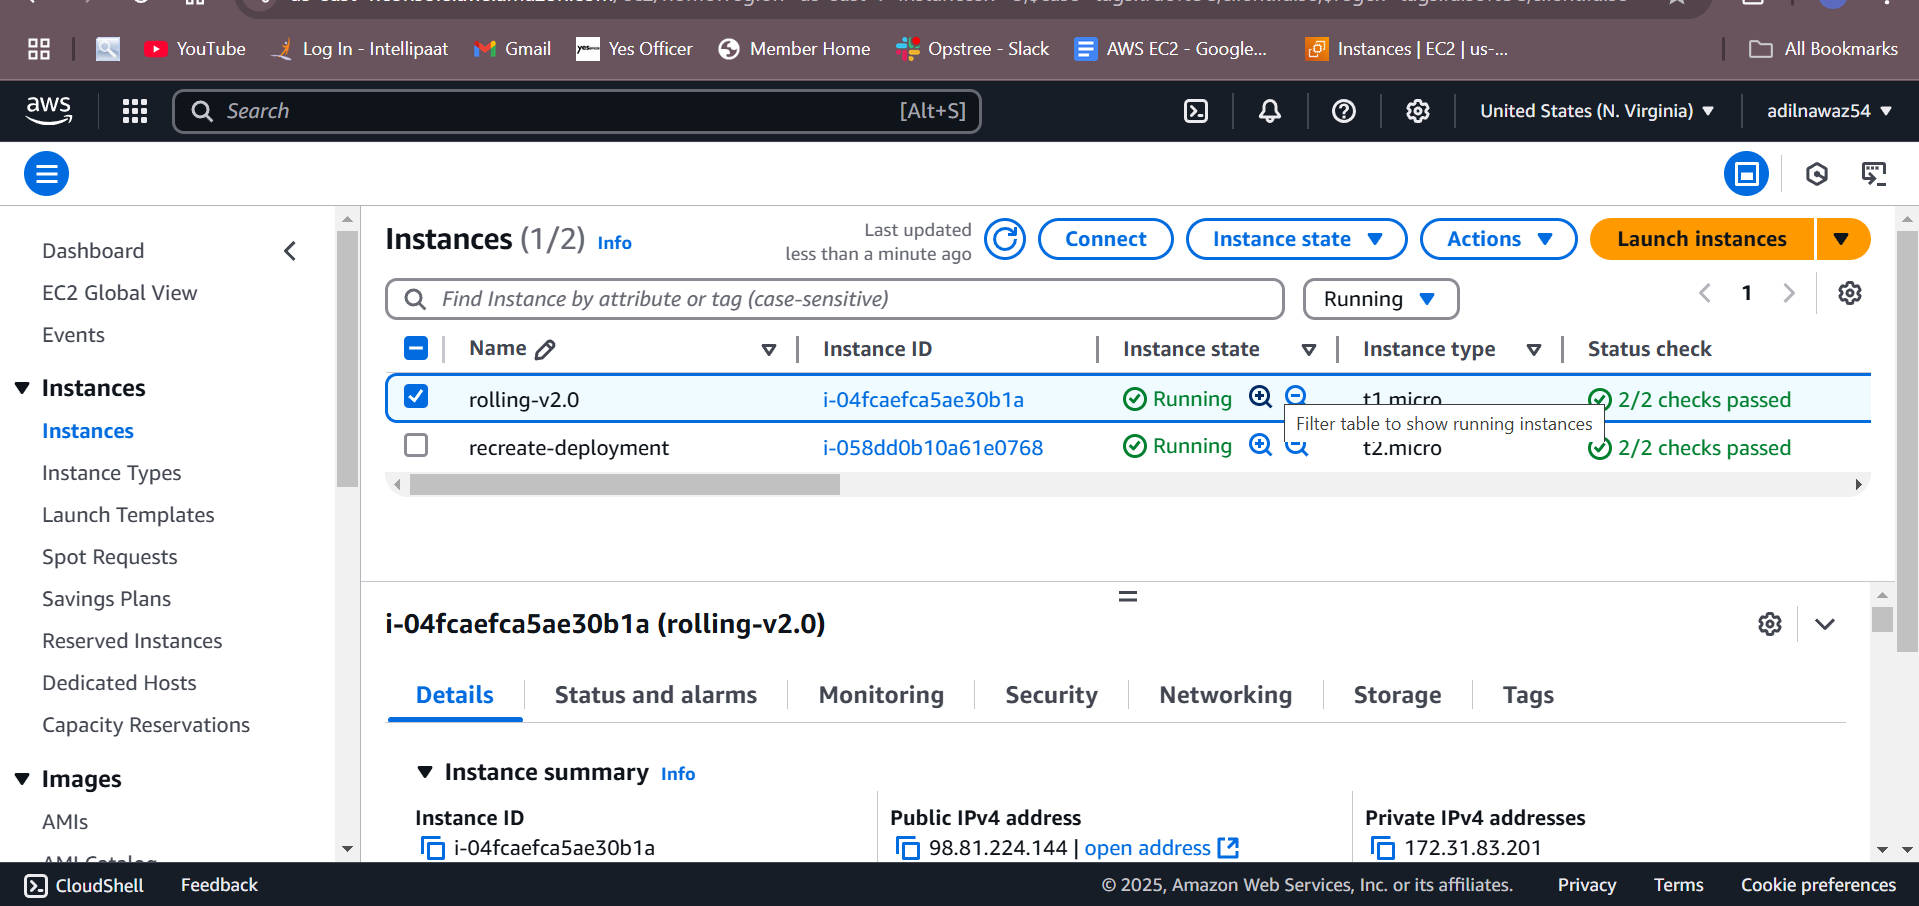 YouTube
Log In - Intellipaat
Gmail
yes
Yes Officer
Member Home
Opstree - Slack
AWS EC2 - Google...
Instances | EC2 | us-...
All Bookmarks
aws
Search
[Alt+S]
United States (N. Virginia)
adilnawaz54
Dashboard
EC2 Global View
Events
Instances
Instances
Instance Types
Launch Templates
Spot Requests
Savings Plans
Reserved Instances
Dedicated Hosts
Capacity Reservations
Images
AMIs
AMI Catalog
Instances (1/2) Info
Last updated
less than a minute ago
Connect
Instance state
Actions
Launch instances
Find Instance by attribute or tag (case-sensitive)
Running
1
Name
Instance ID
Instance state
Instance type
Status check
rolling-v2.0
i-04fcaefca5ae30b1a
Running
t1.micro
2/2 checks passed
Filter table to show running instances
recreate-deployment
i-058dd0b10a61e0768
Running
t2.micro
2/2 checks passed
i-04fcaefca5ae30b1a (rolling-v2.0)
Details
Status and alarms
Monitoring
Security
Networking
Storage
Tags
Instance summary Info
Instance ID
i-04fcaefca5ae30b1a
Public IPv4 address
98.81.224.144 | open address
Private IPv4 addresses
172.31.83.201
CloudShell
Feedback
© 2025, Amazon Web Services, Inc. or its affiliates.
Privacy
Terms
Cookie preferences